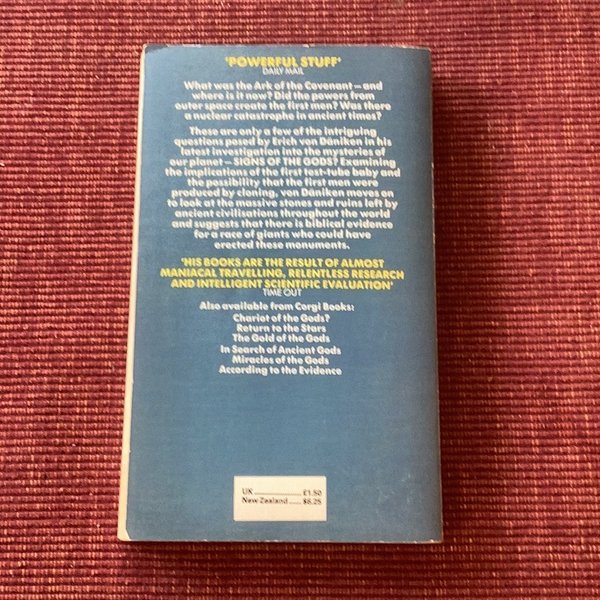 'POWERFUL STUFF'
DAILY MAIL
What was the Ark of the Covenant – and
where is it now? Did the powers from
outer space create the first man? Was there
a nuclear catastrophe in ancient times?
These are only a few of the intriguing
questions posed by Erich von Däniken in his
latest investigation into the mysteries of
our planet – SIGNS OF THE GODS? Examining
the implications of the first test-tube baby and
the possibility that the first men were
produced by cloning, von Däniken moves on
to look at the massive stones and ruins left by
ancient civilisations throughout the world
and suggests that there is biblical evidence
for a race of giants who could have
erected these monuments.
'HIS BOOKS ARE THE RESULT OF ALMOST
MANIACAL TRAVELLING, RELENTLESS RESEARCH
AND INTELLIGENT SCIENTIFIC EVALUATION'
TIME OUT
Also available from Corgi Books:
Chariot of the Gods?
Return to the Stars
The Gold of the Gods
In Search of Ancient Gods
Miracles of the Gods
According to the Evidence
UK ............... £1.50
New Zealand ..... $6.25